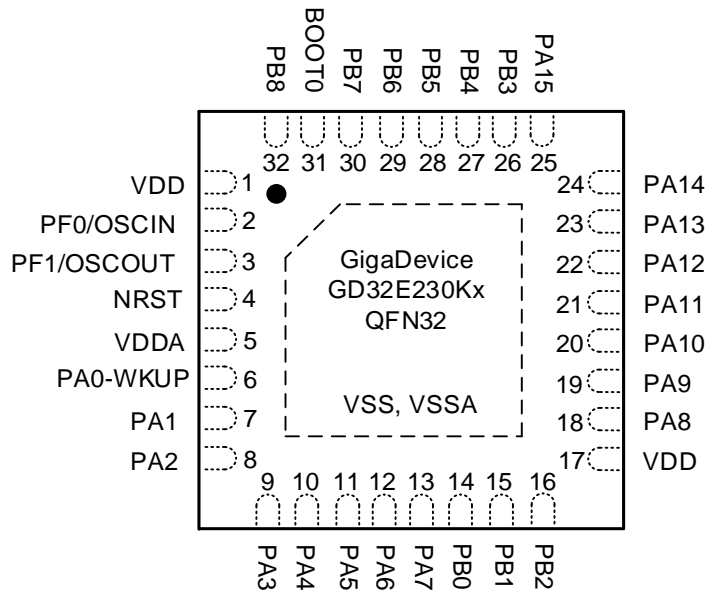 PB8
BOOT0
PB7
PB6
PB5
PB4
PB3
PA15
32 31 30 29 28 27 26 25
VDD 1
PF0/OSCIN 2
PF1/OSCOUT 3
NRST 4
VDDA 5
PA0-WKUP 6
PA1 7
PA2 8
GigaDevice
GD32E230Kx
QFN32
VSS, VSSA
24 PA14
23 PA13
22 PA12
21 PA11
20 PA10
19 PA9
18 PA8
17 VDD
9 10 11 12 13 14 15 16
PA3
PA4
PA5
PA6
PA7
PB0
PB1
PB2